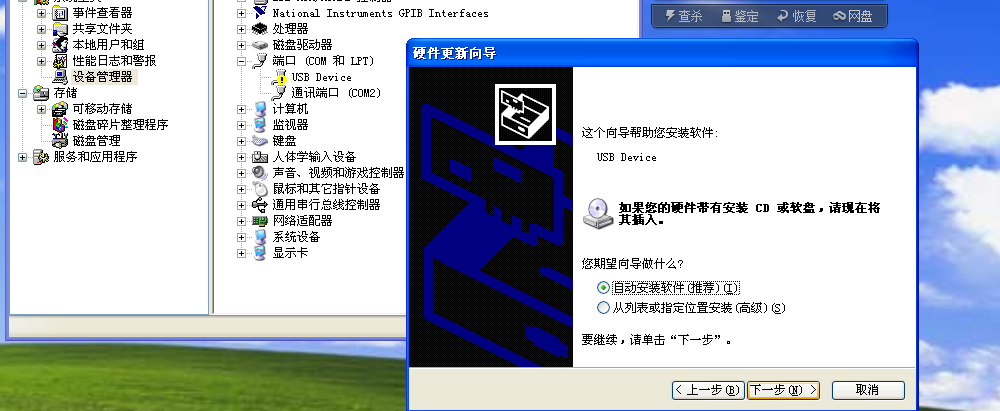 事件查看器
共享文件夹
本地用户和组
性能日志和警报
设备管理器
存储
可移动存储
磁盘碎片整理程序
磁盘管理
服务和应用程序
National Instruments GPIB Interfaces
处理器
磁盘驱动器
端口 (COM 和 LPT)
USB Device
通讯端口 (COM2)
计算机
监视器
键盘
人体学输入设备
声音、视频和游戏控制器
鼠标和其它指针设备
通用串行总线控制器
网络适配器
系统设备
显示卡
查杀 鉴定 恢复 网盘
硬件更新向导
这个向导帮助您安装软件:
USB Device
如果您的硬件带有安装 CD 或软盘，请现在将
其插入。
您期望向导做什么?
自动安装软件(推荐)(I)
从列表或指定位置安装(高级)(S)
要继续，请单击“下一步”。
< 上一步(B) 下一步(N) > 取消